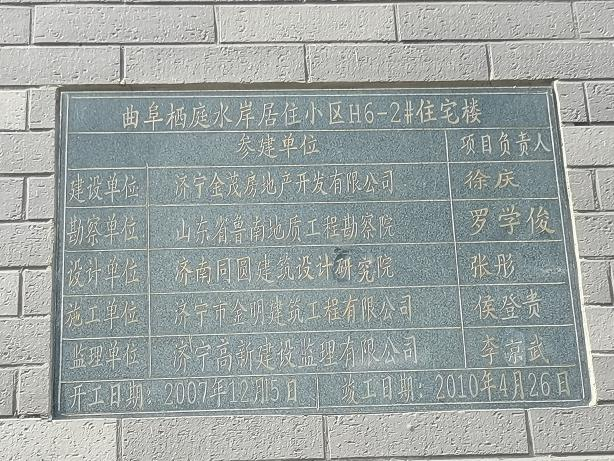 曲阜栖庭水岸居住小区H6-2#住宅楼
参建单位 项目负责人
建设单位 济宁金茂房地产开发有限公司 徐庆
勘察单位 山东省鲁南地质工程勘察院 罗学俊
设计单位 济南同圆建筑设计研究院 张彤
施工单位 济宁市金明建筑工程有限公司 侯登贵
监理单位 济宁高新建设监理有限公司 李京武
开工日期：2007年12月5日 竣工日期：2010年4月26日